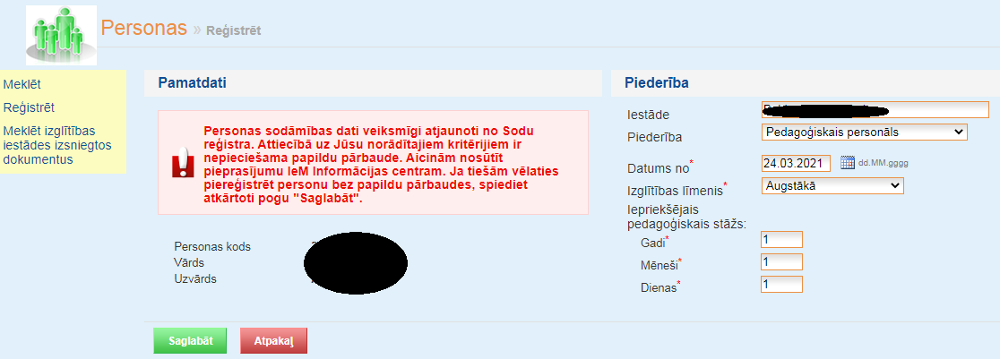 Personas » Reģistrēt
Meklēt
Reģistrēt
Meklēt izglītības
iestādes izsniegtos
dokumentus
Pamatdati
Personas sodāmības dati veiksmīgi atjaunoti no Sodu
reģistra. Attiecībā uz Jūsu norādītajiem kritērijiem ir
nepieciešama papildu pārbaude. Aicinām nosūtīt
pieprasījumu IeM Informācijas centram. Ja tiešām vēlaties
piereģistrēt personu bez papildu pārbaudes, spiediet
atkārtoti pogu "Saglabāt".
Personas kods
Vārds
Uzvārds
Piederība
Iestāde
Piederība Pedagoģiskais personāls
Datums no* 24.03.2021 dd.MM.gggg
Izglītības līmenis* Augstākā
Iepriekšējais
pedagoģiskais stāžs:
Gadi* 1
Mēneši* 1
Dienas* 1
Saglabāt Atpakaļ